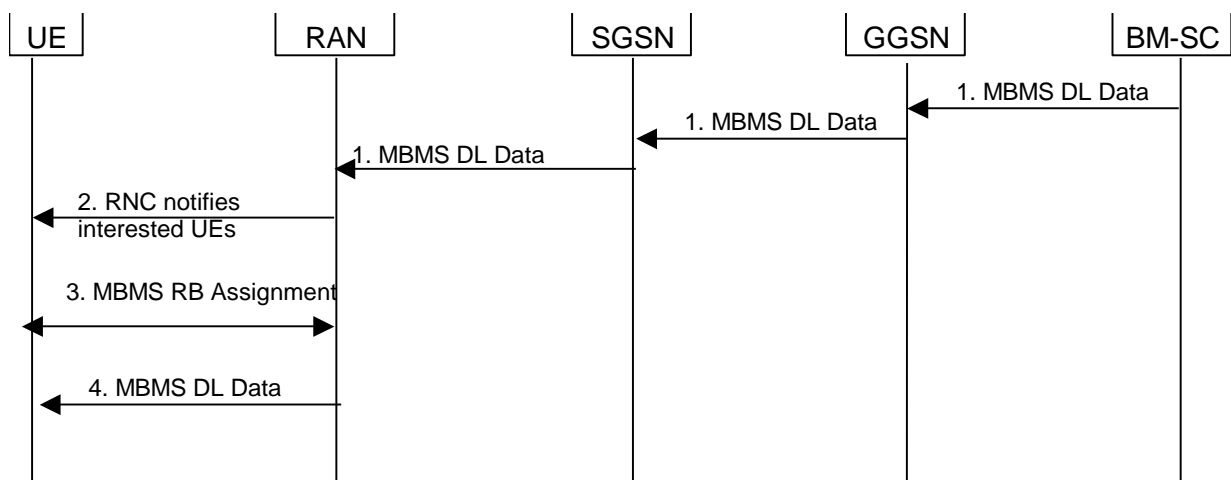 UE RAN SGSN GGSN BM-SC
1. MBMS DL Data
1. MBMS DL Data
1. MBMS DL Data
2. RNC notifies
interested UEs
3. MBMS RB Assignment
4. MBMS DL Data